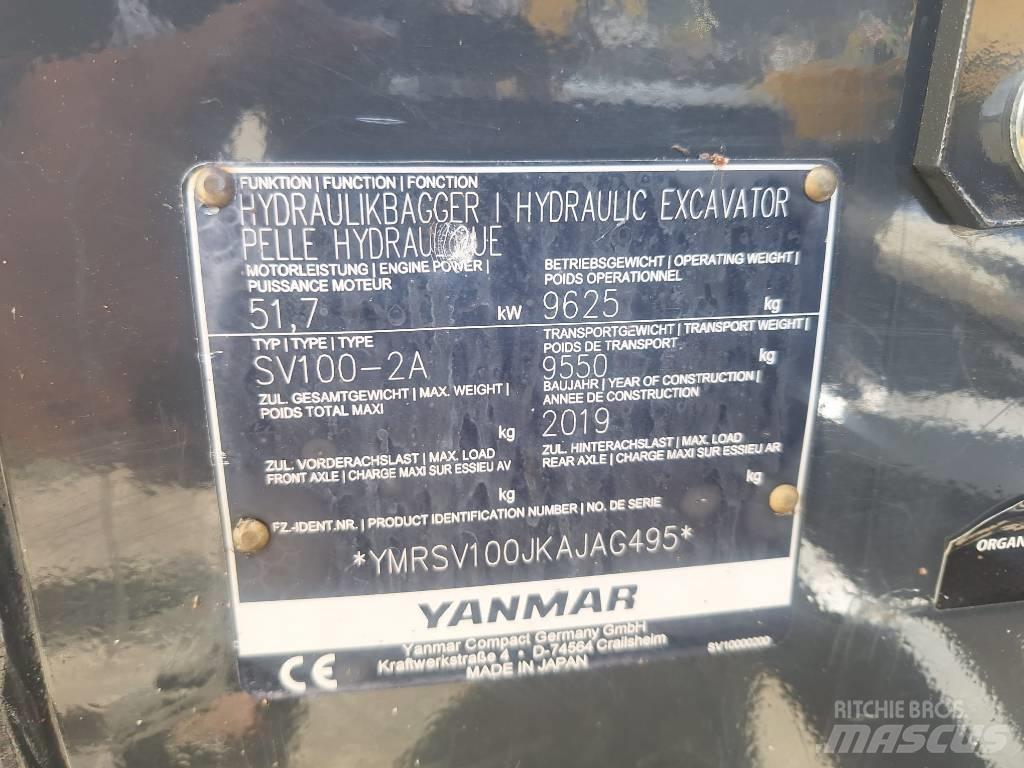 FUNKTION | FUNCTION | FONCTION
HYDRAULIKBAGGER | HYDRAULIC EXCAVATOR
PELLE HYDRAULIQUE
MOTORLEISTUNG | ENGINE POWER |
PUISSANCE MOTEUR
51,7 kW
BETRIEBSGEWICHT | OPERATING WEIGHT |
POIDS OPERATIONNEL
9625 kg
TYP | TYPE | TYPE
SV100-2A
TRANSPORTGEWICHT | TRANSPORT WEIGHT |
POIDS DE TRANSPORT
9550 kg
ZUL. GESAMTGEWICHT | MAX. WEIGHT |
POIDS TOTAL MAXI
kg
BAUJAHR | YEAR OF CONSTRUCTION |
ANNEE DE CONSTRUCTION
2019
ZUL. VORDERACHSLAST | MAX. LOAD
FRONT AXLE | CHARGE MAXI SUR ESSIEU AV
kg
ZUL. HINTERACHSLAST | MAX. LOAD
REAR AXLE | CHARGE MAXI SUR ESSIEU AR
kg
FZ.-IDENT.NR. | PRODUCT IDENTIFICATION NUMBER | NO. DE SERIE
*YMRSV100JKAJAG495*
YANMAR
Yanmar Compact Germany GmbH
Kraftwerkstraße 4 • D-74564 Crailsheim
MADE IN JAPAN
CE
SV10000000
ORGAN
RITCHIE BROS.
MASCUS